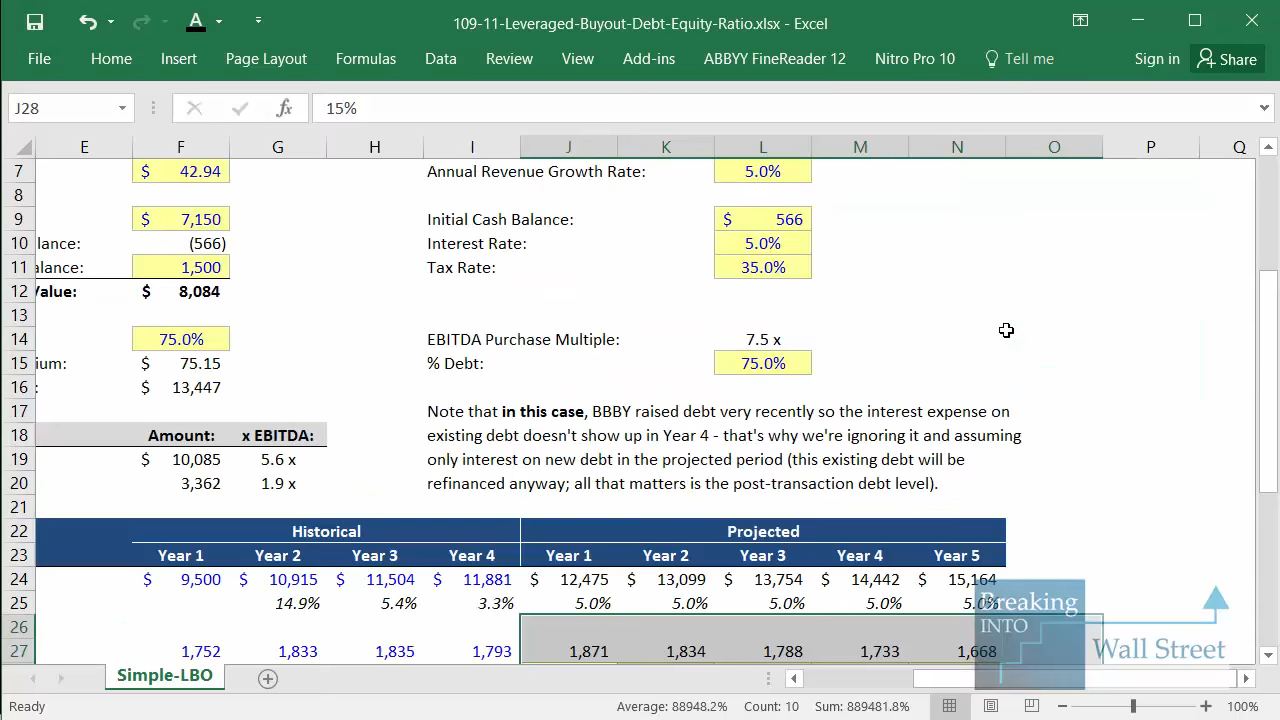 109-11-Leveraged-Buyout-Debt-Equity-Ratio.xlsx - Excel
File Home Insert Page Layout Formulas Data Review View Add-ins ABBYY FineReader 12 Nitro Pro 10 Tell me Sign in Share
J28 fx 15%
E F G H I J K L M N O P Q
7 $ 42.94 Annual Revenue Growth Rate: 5.0%
8
9 $ 7,150 Initial Cash Balance: $ 566
10 lance: (566) Interest Rate: 5.0%
11 alance: 1,500 Tax Rate: 35.0%
12 Value: $ 8,084
13
14 75.0% EBITDA Purchase Multiple: 7.5 x
15 ium: $ 75.15 % Debt: 75.0%
16 : $ 13,447
17 Note that in this case, BBBY raised debt very recently so the interest expense on
18 Amount: x EBITDA: existing debt doesn't show up in Year 4 - that's why we're ignoring it and assuming
19 $ 10,085 5.6 x only interest on new debt in the projected period (this existing debt will be
20 3,362 1.9 x refinanced anyway; all that matters is the post-transaction debt level).
21
22 Historical Projected
23 Year 1 Year 2 Year 3 Year 4 Year 1 Year 2 Year 3 Year 4 Year 5
24 $ 9,500 $ 10,915 $ 11,504 $ 11,881 $ 12,475 $ 13,099 $ 13,754 $ 14,442 $ 15,164
25 14.9% 5.4% 3.3% 5.0% 5.0% 5.0% 5.0% 5.0%
26
27 1,752 1,833 1,835 1,793 1,871 1,834 1,788 1,733 1,668
Breaking
INTO
Wall Street
Simple-LBO
Ready Average: 88948.2% Count: 10 Sum: 889481.8% 100%